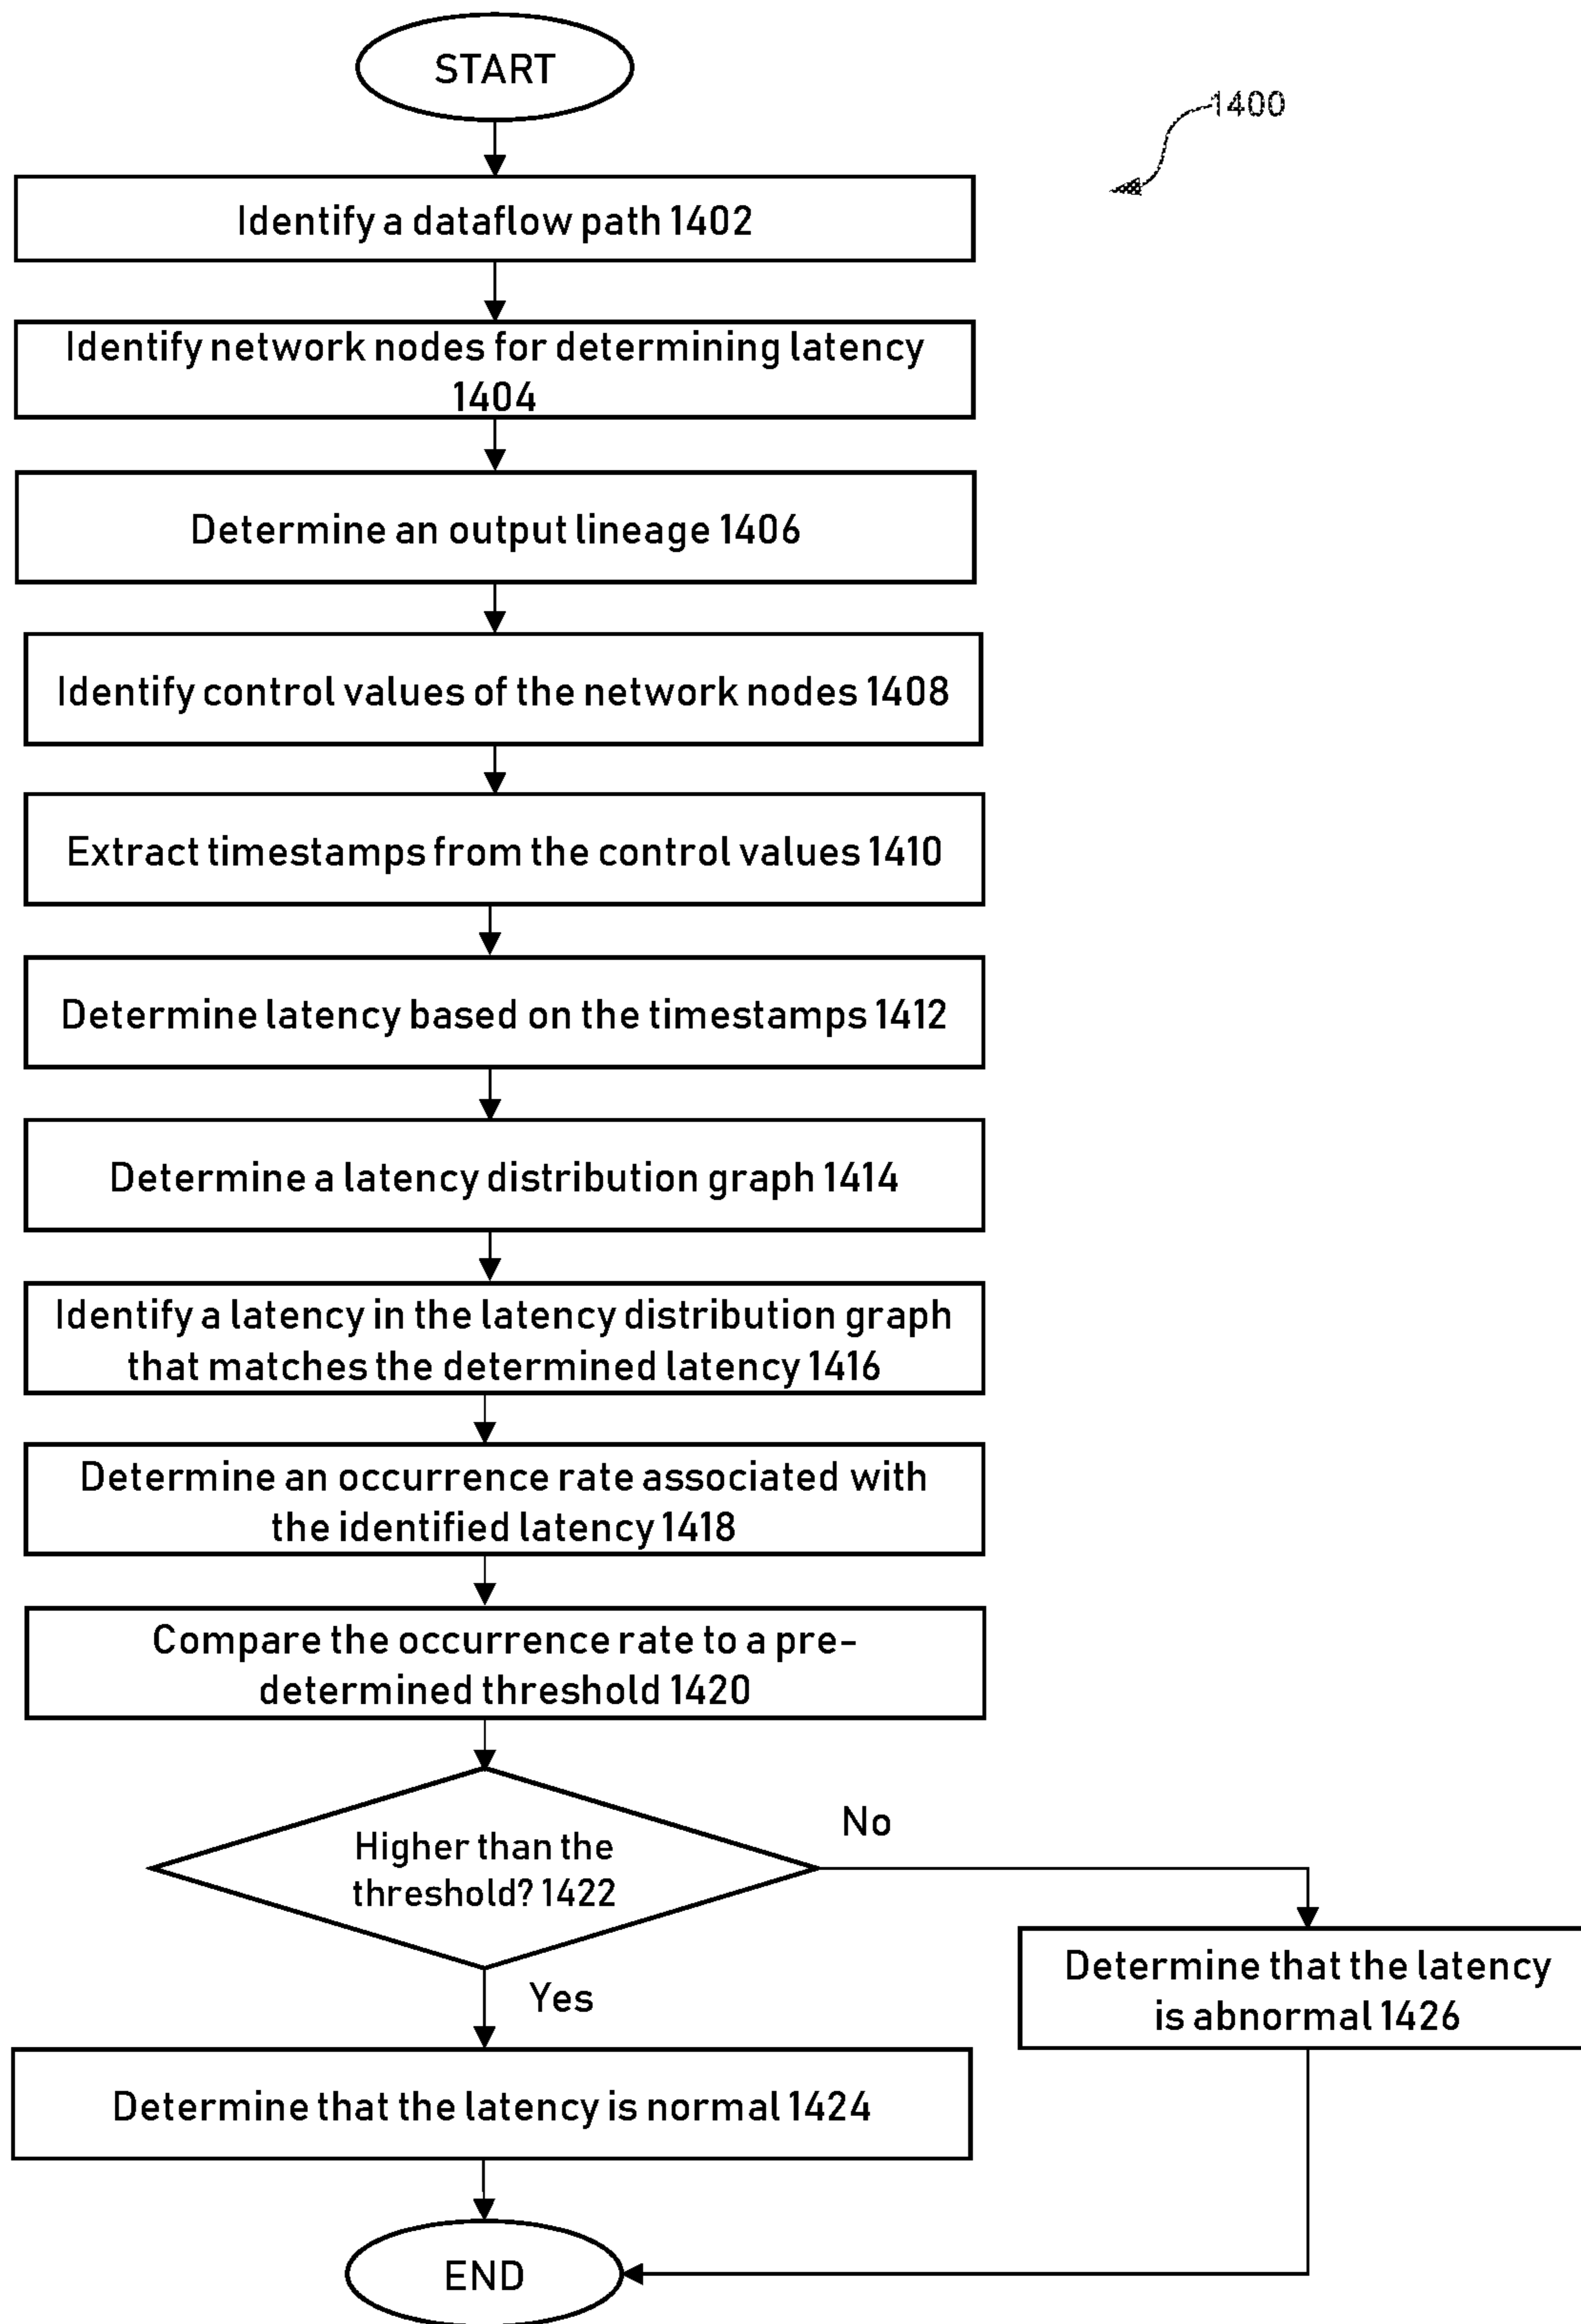 START
1400
Identify a dataflow path 1402
Identify network nodes for determining latency
1404
Determine an output lineage 1406
Identify control values of the network nodes 1408
Extract timestamps from the control values 1410
Determine latency based on the timestamps 1412
Determine a latency distribution graph 1414
Identify a latency in the latency distribution graph
that matches the determined latency 1416
Determine an occurrence rate associated with
the identified latency 1418
Compare the occurrence rate to a pre-
determined threshold 1420
Higher than the
threshold? 1422
No
Yes
Determine that the latency
is abnormal 1426
Determine that the latency is normal 1424
END